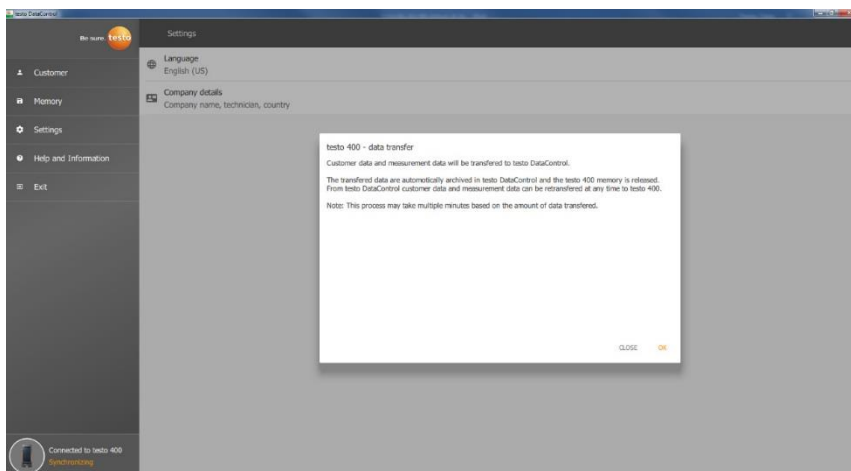 testo DataControl
Be sure. testo
Settings
Customer
Memory
Settings
Help and Information
Exit
Language
English (US)
Company details
Company name, technician, country
testo 400 - data transfer
Customer data and measurement data will be transfered to testo DataControl.
The transfered data are automotically archived in testo DataControl and the testo 400 memory is released.
From testo DataControl customer data and measurement data can be retransfered at any time to testo 400.
Note: This process may take multiple minutes based on the amount of data transfered.
CLOSE OK
Connected to testo 400
Synchronizing